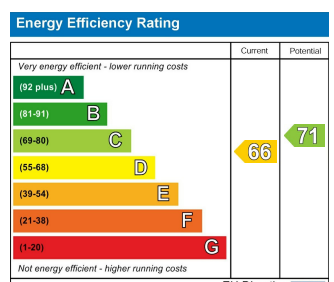 Energy Efficiency Rating
Current Potential
Very energy efficient - lower running costs
(92 plus) A
(81-91) B
(69-80) C
(55-68) D
(39-54) E
(21-38) F
(1-20) G
66
71
Not energy efficient - higher running costs